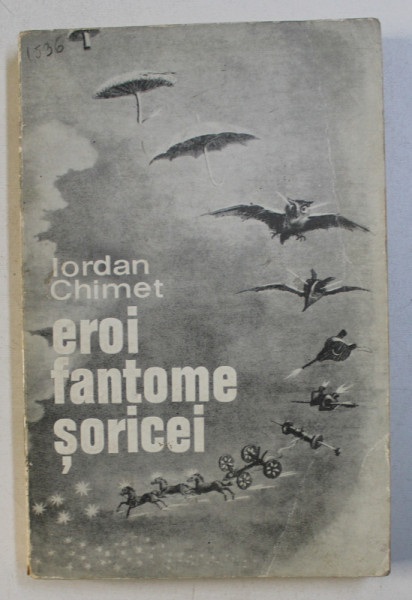 1536
Iordan
Chimet
eroi
fantome
șoricei